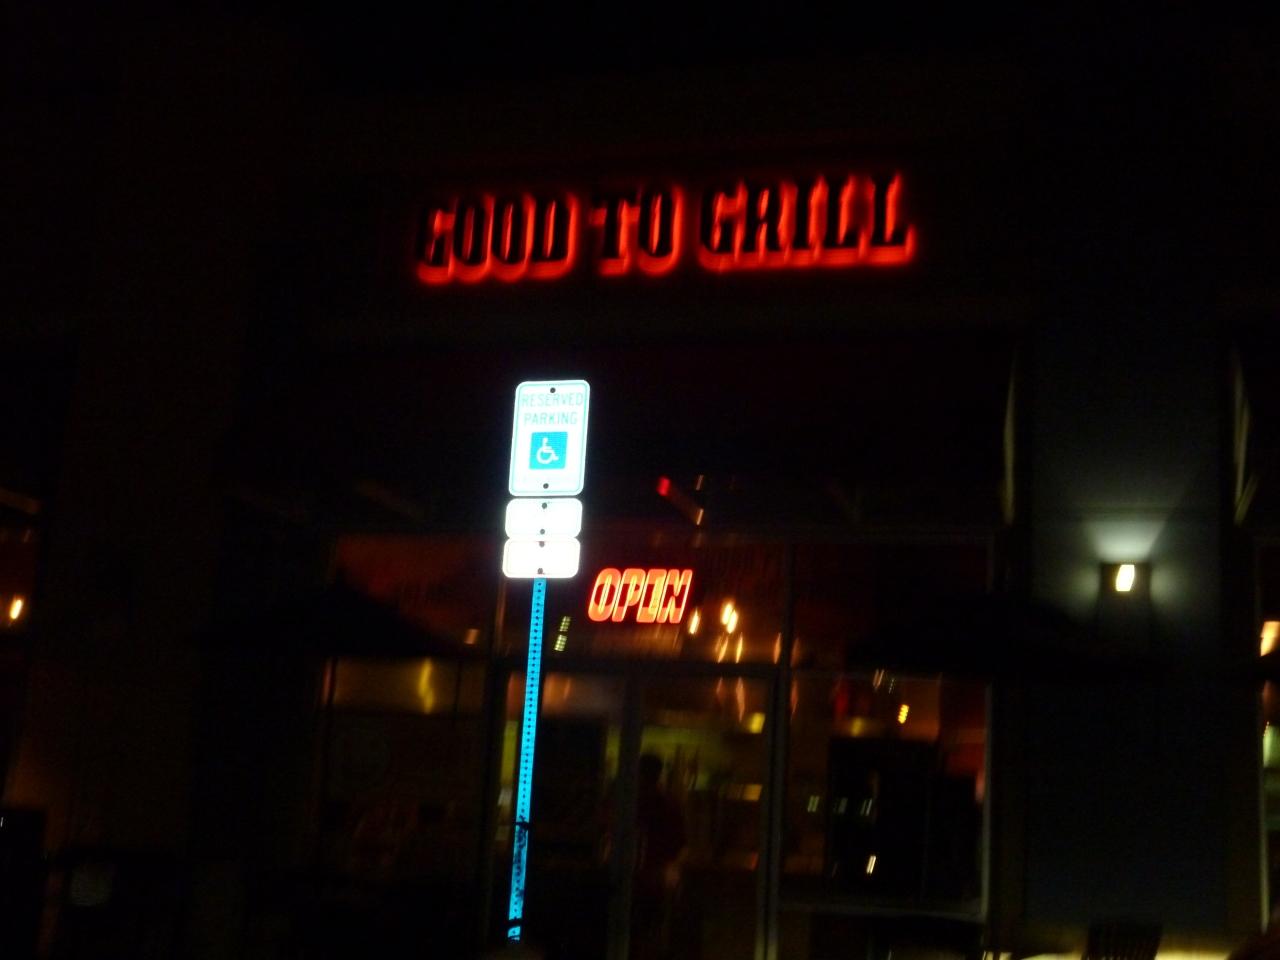 GOOD TO GRILL
RESERVED
PARKING
OPEN